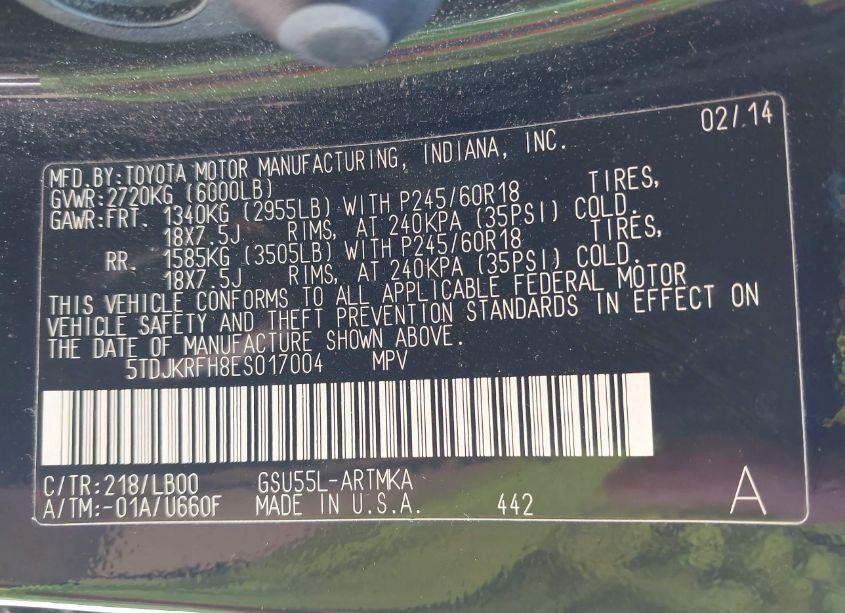 02/.14
MFD.BY:TOYOTA MOTOR MANUFACTURING, INDIANA, INC.
GVWR:2720KG (6000LB)
GAWR:FRT. 1340KG (2955LB) WITH P245/60R18 TIRES,
18X7.5J RIMS, AT 240KPA (35PSI) COLD.
RR. 1585KG (3505LB) WITH P245/60R18 TIRES,
18X7.5J RIMS, AT 240KPA (35PSI) COLD.
THIS VEHICLE CONFORMS TO ALL APPLICABLE FEDERAL MOTOR
VEHICLE SAFETY AND THEFT PREVENTION STANDARDS IN EFFECT ON
THE DATE OF MANUFACTURE SHOWN ABOVE.
5TDJKRFH8ES017004 MPV
C/TR:218/LB00 GSU55L-ARTMKA
A/TM:-01A/U660F MADE IN U.S.A. 442 A